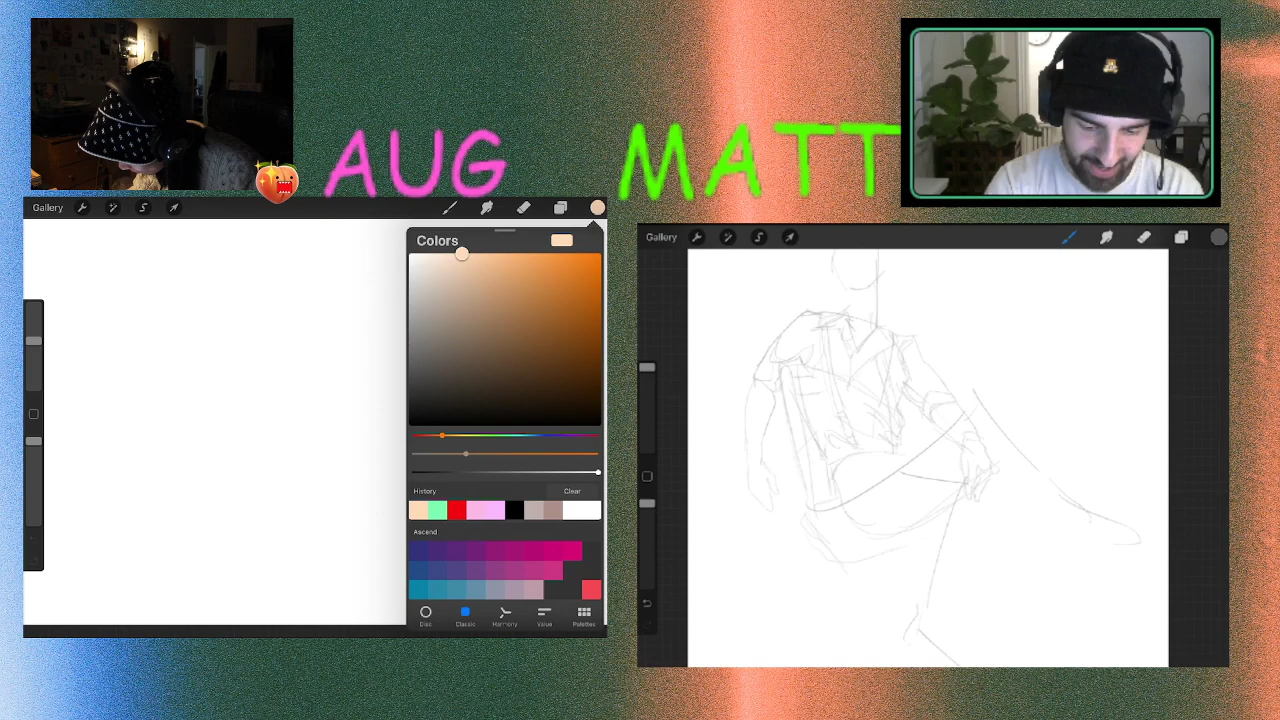 AUG
MATT
Gallery
Colors
History
Clear
Ascend
Disc
Classic
Harmony
Value
Palettes
Gallery